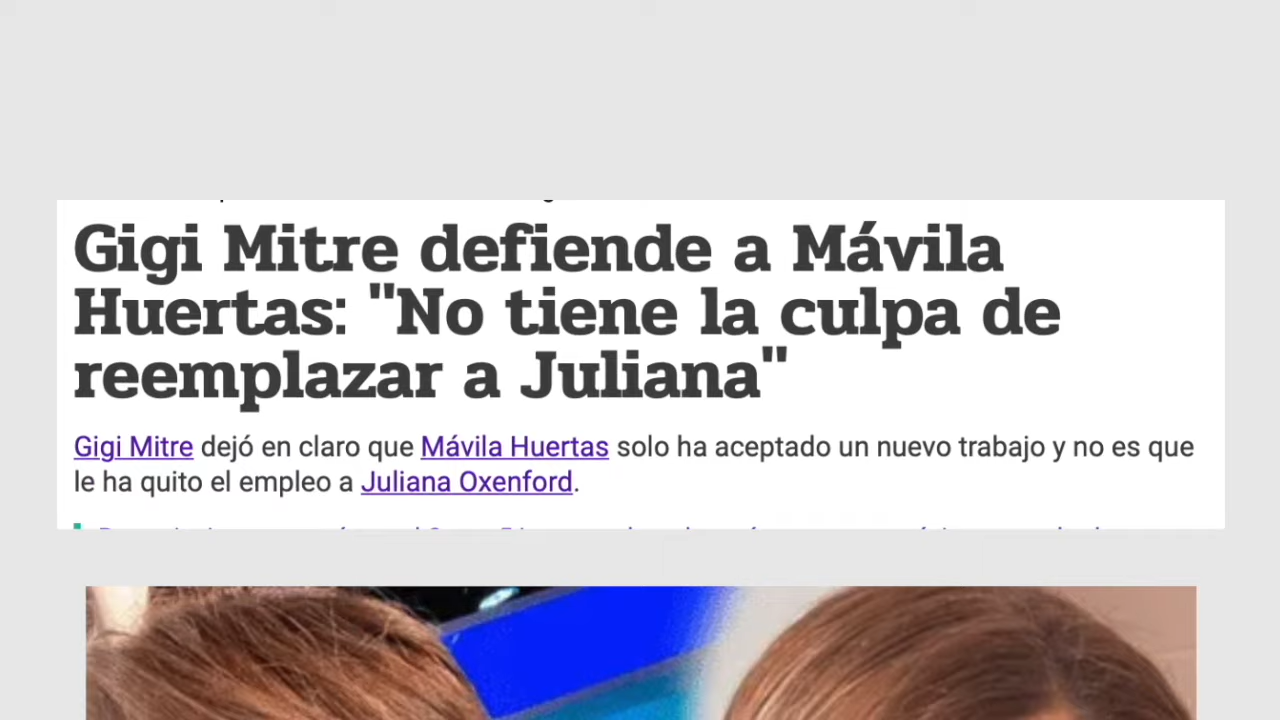 Gigi Mitre defiende a Mávila
Huertas: "No tiene la culpa de
reemplazar a Juliana"
Gigi Mitre dejó en claro que Mávila Huertas solo ha aceptado un nuevo trabajo y no es que
le ha quito el empleo a Juliana Oxenford.